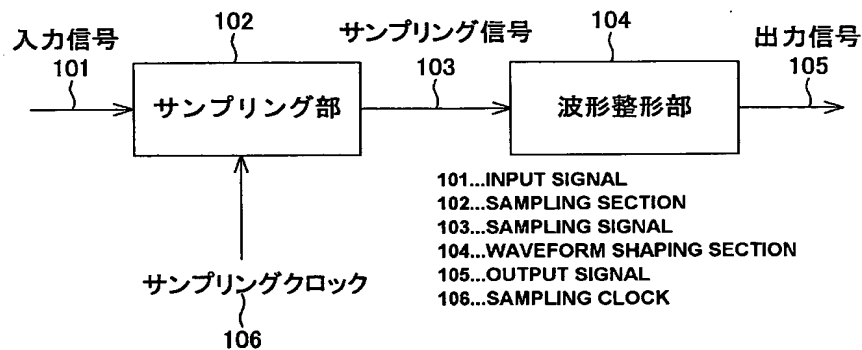 入力信号
101
102
サンプリング部
サンプリング信号
103
104
波形整形部
出力信号
105
サンプリングクロック
106
101...INPUT SIGNAL
102...SAMPLING SECTION
103...SAMPLING SIGNAL
104...WAVEFORM SHAPING SECTION
105...OUTPUT SIGNAL
106...SAMPLING CLOCK